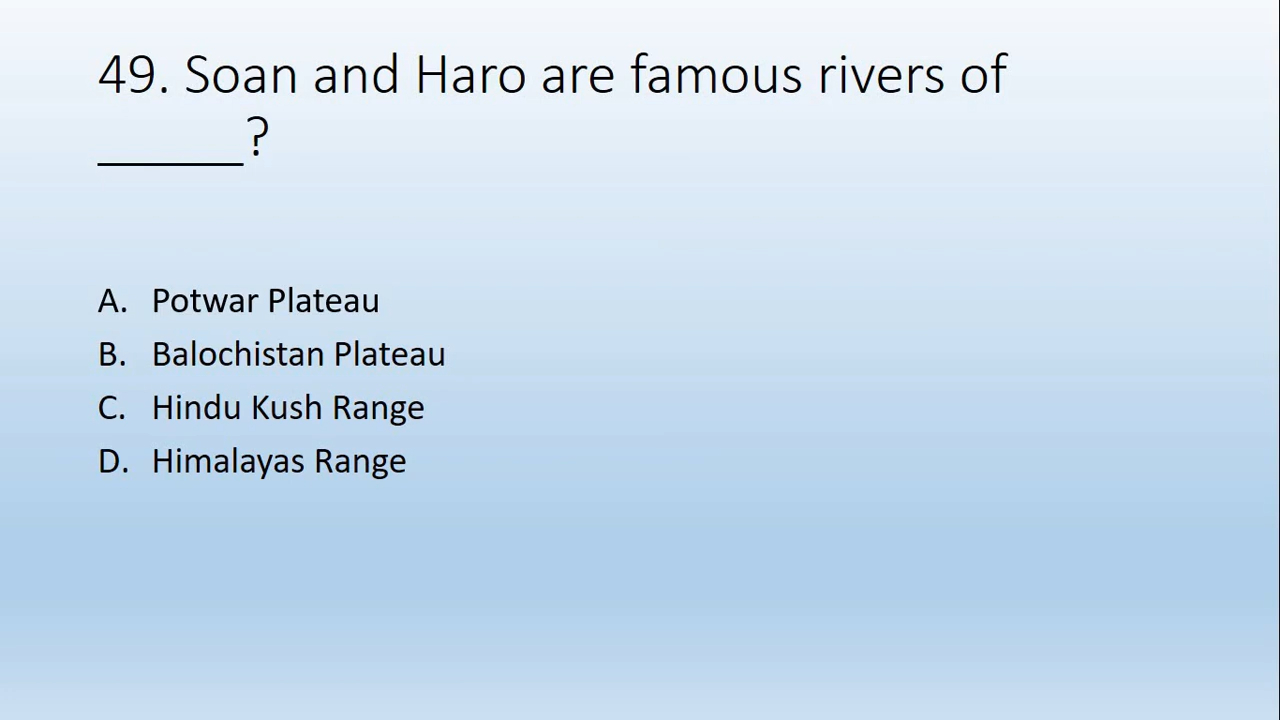 49. Soan and Haro are famous rivers of
______?
A. Potwar Plateau
B. Balochistan Plateau
C. Hindu Kush Range
D. Himalayas Range